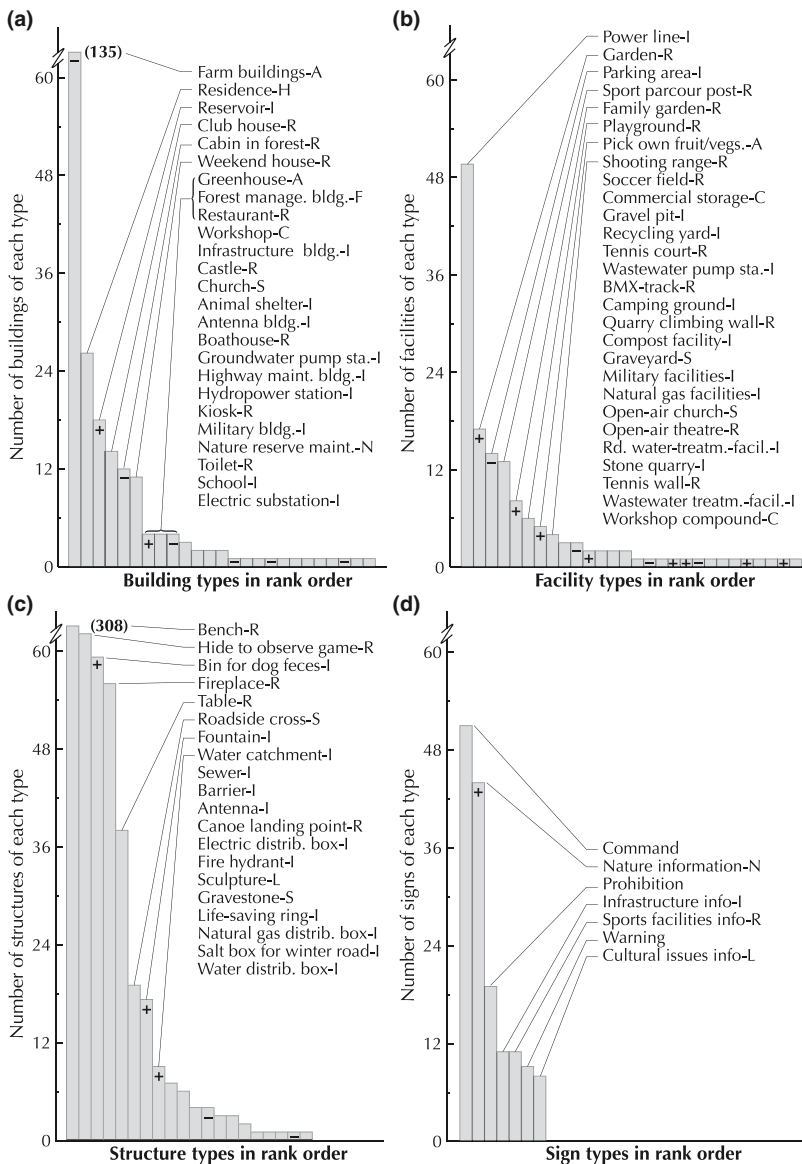 (a)
(135)
Number of buildings of each type
60
48
36
24
12
0
Farm buildings-A
Residence-H
Reservoir-I
Club house-R
Cabin in forest-R
Weekend house-R
Greenhouse-A
Forest manage. bldg.-F
Restaurant-R
Workshop-C
Infrastructure bldg.-I
Castle-R
Church-S
Animal shelter-I
Antenna bldg.-I
Boathouse-R
Groundwater pump sta.-I
Highway maint. bldg.-I
Hydropower station-I
Kiosk-R
Military bldg.-I
Nature reserve maint.-N
Toilet-R
School-I
Electric substation-I
Building types in rank order
(b)
Number of facilities of each type
60
48
36
24
12
0
Power line-I
Garden-R
Parking area-I
Sport parcour post-R
Family garden-R
Playground-R
Pick own fruit/vegs.-A
Shooting range-R
Soccer field-R
Commercial storage-C
Gravel pit-I
Recycling yard-I
Tennis court-R
Wastewater pump sta.-I
BMX-track-R
Camping ground-I
Quarry climbing wall-R
Compost facility-I
Graveyard-S
Military facilities-I
Natural gas facilities-I
Open-air church-S
Open-air theatre-R
Rd. water-treatm.-facil.-I
Stone quarry-I
Tennis wall-R
Wastewater treatm.-facil.-I
Workshop compound-C
Facility types in rank order
(c)
(308)
Number of structures of each type
60
48
36
24
12
0
Bench-R
Hide to observe game-R
Bin for dog feces-I
Fireplace-R
Table-R
Roadside cross-S
Fountain-I
Water catchment-I
Sewer-I
Barrier-I
Antenna-I
Canoe landing point-R
Electric distrib. box-I
Fire hydrant-I
Sculpture-L
Gravestone-S
Life-saving ring-I
Natural gas distrib. box-I
Salt box for winter road-I
Water distrib. box-I
Structure types in rank order
(d)
Number of signs of each type
60
48
36
24
12
0
Command
Nature information-N
Prohibition
Infrastructure info-I
Sports facilities info-R
Warning
Cultural issues info-L
Sign types in rank order